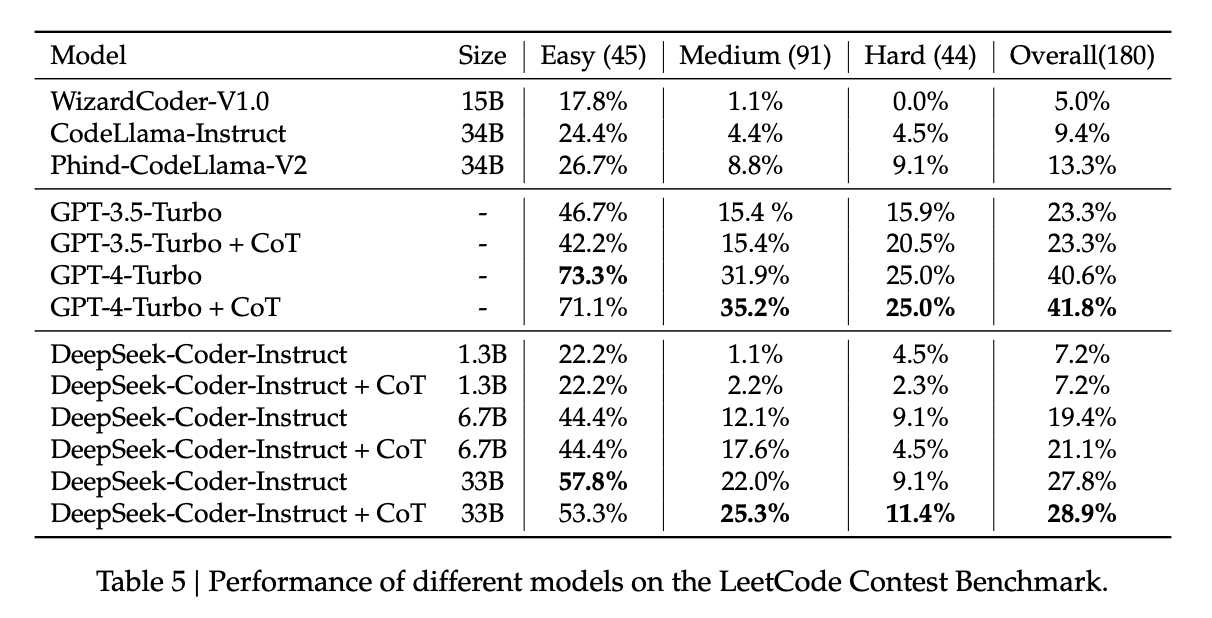 Model Size Easy (45) Medium (91) Hard (44) Overall(180)
WizardCoder-V1.0 15B 17.8% 1.1% 0.0% 5.0%
CodeLlama-Instruct 34B 24.4% 4.4% 4.5% 9.4%
Phind-CodeLlama-V2 34B 26.7% 8.8% 9.1% 13.3%
GPT-3.5-Turbo - 46.7% 15.4 % 15.9% 23.3%
GPT-3.5-Turbo + CoT - 42.2% 15.4% 20.5% 23.3%
GPT-4-Turbo - 73.3% 31.9% 25.0% 40.6%
GPT-4-Turbo + CoT - 71.1% 35.2% 25.0% 41.8%
DeepSeek-Coder-Instruct 1.3B 22.2% 1.1% 4.5% 7.2%
DeepSeek-Coder-Instruct + CoT 1.3B 22.2% 2.2% 2.3% 7.2%
DeepSeek-Coder-Instruct 6.7B 44.4% 12.1% 9.1% 19.4%
DeepSeek-Coder-Instruct + CoT 6.7B 44.4% 17.6% 4.5% 21.1%
DeepSeek-Coder-Instruct 33B 57.8% 22.0% 9.1% 27.8%
DeepSeek-Coder-Instruct + CoT 33B 53.3% 25.3% 11.4% 28.9%
Table 5 | Performance of different models on the LeetCode Contest Benchmark.